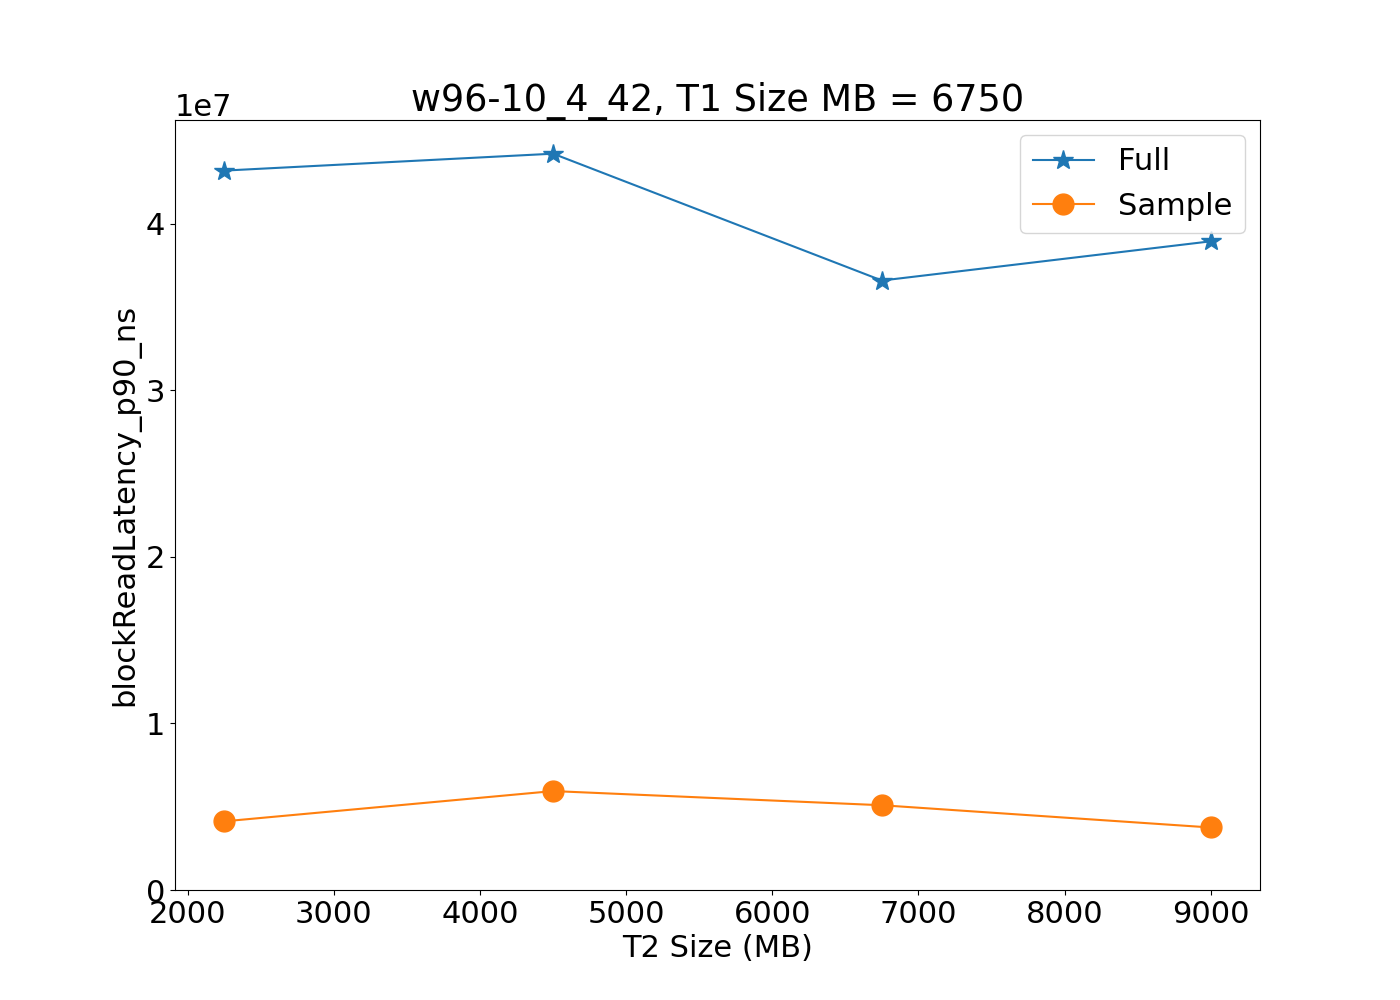 w96-10_4_42, T1 Size MB = 6750
1e7
Full
Sample
4
3
2
1
0
blockReadLatency_p90_ns
2000 3000 4000 5000 6000 7000 8000 9000
T2 Size (MB)